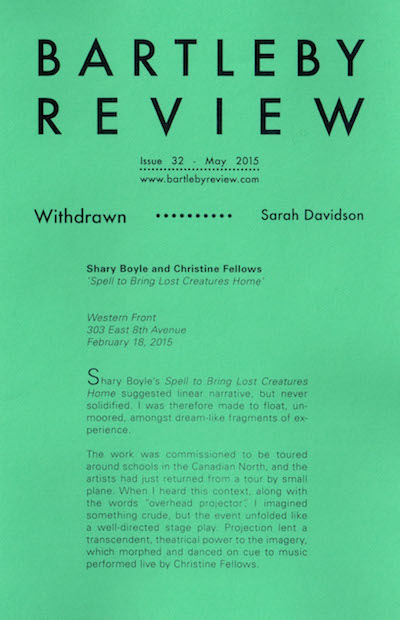 BARTLEBY
REVIEW
Issue 32 - May 2015
www.bartlebyreview.com
Withdrawn •••••••••• Sarah Davidson
Shary Boyle and Christine Fellows
'Spell to Bring Lost Creatures Home'
Western Front
303 East 8th Avenue
February 18, 2015
Shary Boyle's Spell to Bring Lost Creatures
Home suggested linear narrative, but never
solidified. I was therefore made to float, un-
moored, amongst dream-like fragments of ex-
perience.
The work was commissioned to be toured
around schools in the Canadian North, and the
artists had just returned from a tour by small
plane. When I heard this context, along with
the words "overhead projector", I imagined
something crude, but the event unfolded like
a well-directed stage play. Projection lent a
transcendent, theatrical power to the imagery,
which morphed and danced on cue to music
performed live by Christine Fellows.